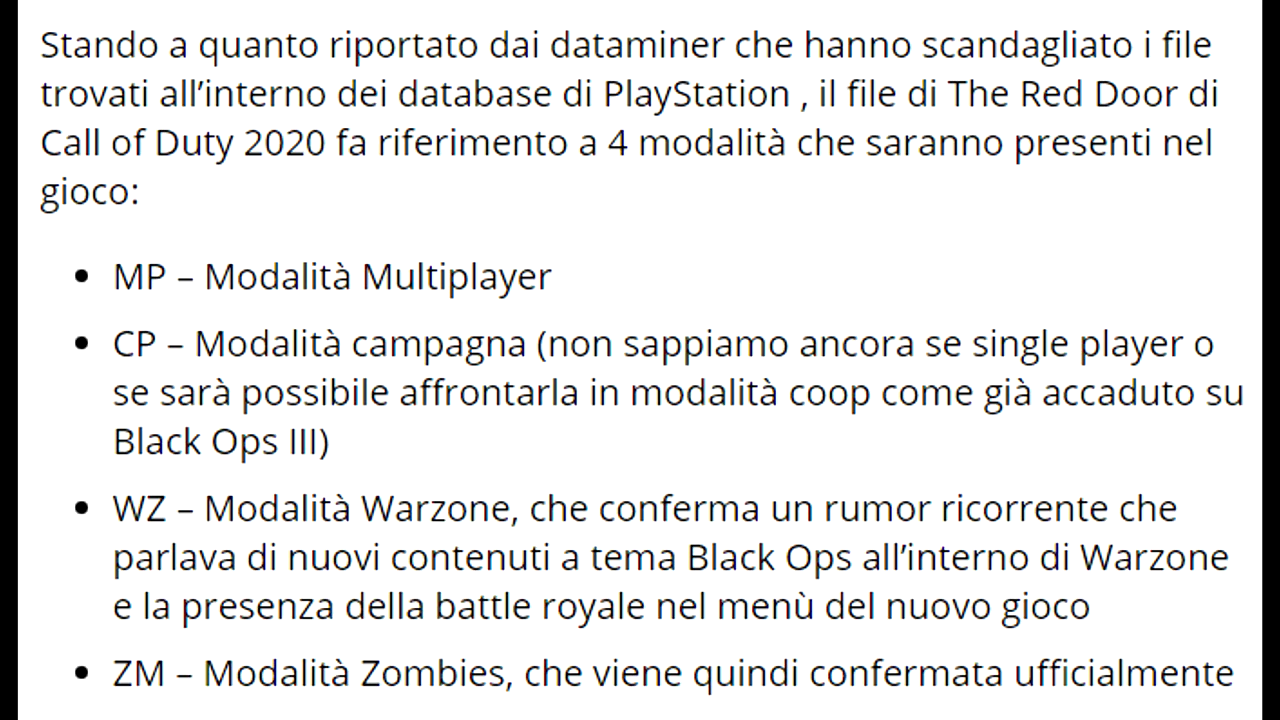 Stando a quanto riportato dai dataminer che hanno scandagliato i file
trovati all’interno dei database di PlayStation , il file di The Red Door di
Call of Duty 2020 fa riferimento a 4 modalità che saranno presenti nel
gioco:
• MP – Modalità Multiplayer
• CP – Modalità campagna (non sappiamo ancora se single player o
se sarà possibile affrontarla in modalità coop come già accaduto su
Black Ops III)
• WZ – Modalità Warzone, che conferma un rumor ricorrente che
parlava di nuovi contenuti a tema Black Ops all’interno di Warzone
e la presenza della battle royale nel menù del nuovo gioco
• ZM – Modalità Zombies, che viene quindi confermata ufficialmente